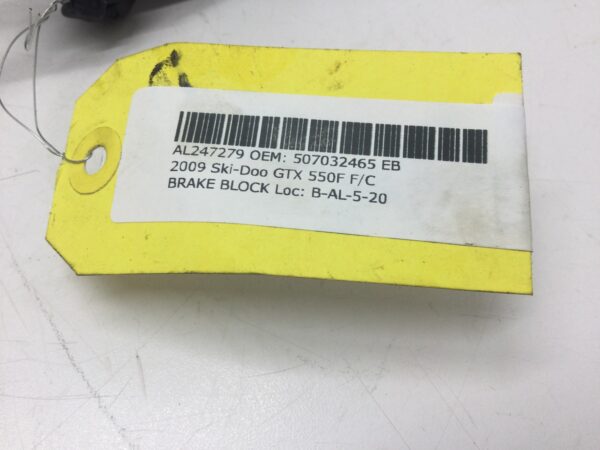 AL247279 OEM: 507032465 EB
2009 Ski-Doo GTX 550F F/C
BRAKE BLOCK Loc: B-AL-5-20